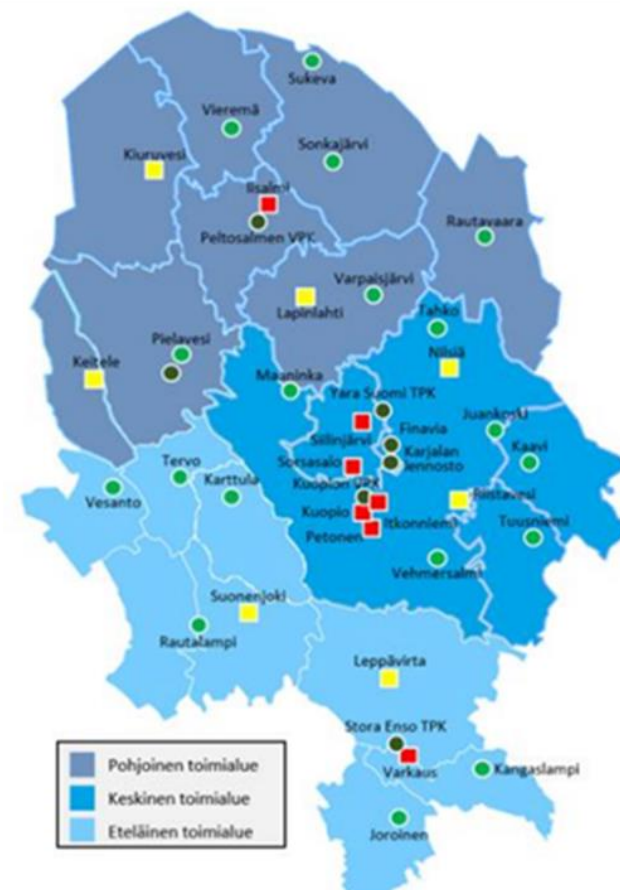 Sukeva
Vieremä
Sonkajärvi
Kiuruvesi
Iisalmi
Peltosalmen VPK
Rautavaara
Varpaisjärvi
Lapinlahti
Tahko
Pielavesi
Nilsiä
Keitele
Maaninka
Yara Suomi TPK
Juankoski
Siilinjärvi
Finavia
Karjalan
lennosto
Kaavi
Sorsasalo
Tervo
Karttula
Kuopion VPK
Riistavesi
Vesanto
Kuopio
Itkonniemi
Tuusniemi
Petonen
Vehmersalmi
Suonenjoki
Rautalampi
Leppävirta
Stora Enso TPK
Varkaus
Kangaslampi
Joroinen
Pohjoinen toimialue
Keskinen toimialue
Eteläinen toimialue